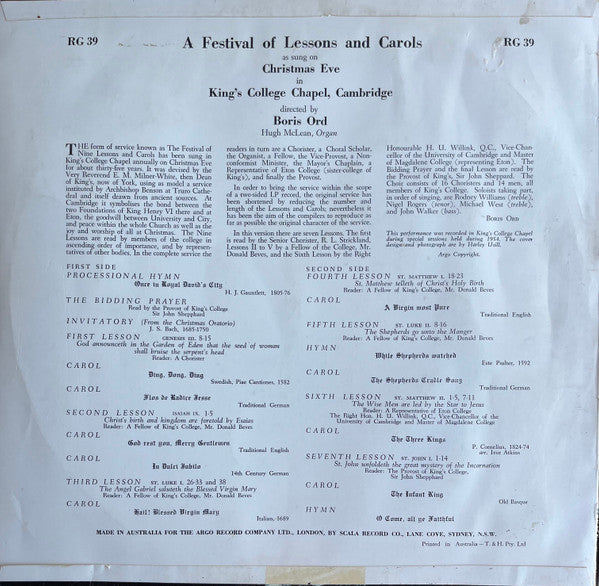 RG 39
A Festival of Lessons and Carols
RG 39
as sung on
Christmas Eve
in
King's College Chapel, Cambridge
directed by
Boris Ord
Hugh McLean, Organ
THE form of service known as The Festival of
Nine Lessons and Carols has been sung in
King's College Chapel annually on Christmas Eve
for about thirty-five years. It was devised by the
Very Reverend E. M. Milner-White, then Dean
of King's, now of York, using as model a service
instituted by Archbishop Benson at Truro Cathe-
dral and itself drawn from ancient sources. At
Cambridge it symbolises the bond between the
two Foundations of King Henry VI there and at
Eton, the goodwill between University and City,
and peace within the whole Church as well as the
joy and worship of all at Christmas. The Nine
Lessons are read by members of the college in
ascending order of importance, and by represen-
tatives of other bodies. In the complete service the
readers in turn are a Chorister, a Choral Scholar,
the Organist, a Fellow, the Vice-Provost, a Non-
conformist Minister, the Mayor's Chaplain, a
Representative of Eton College (sister-college of
King's), and finally the Provost.
In order to bring the service within the scope
of a two-sided LP record, the original service has
been shortened by reducing the number and
length of the Lessons and Carols; nevertheless it
has been the aim of the compilers to reproduce as
far as possible the original character of the service.
In this version there are seven Lessons. The first
is read by the Senior Chorister, R. L. Strickland,
Lessons II to V by a Fellow of the College, Mr.
Donald Beves, and the Sixth Lesson by the Right
Honourable H. U. Willink, Q.C., Vice-Chan-
cellor of the University of Cambridge and Master
of Magdalene College (representing Eton). The
Bidding Prayer and the final Lesson are read by
the Provost of King's, Sir John Sheppard. The
Choir consists of 16 Choristers and 14 men, all
members of King's College. Soloists taking part,
in order of singing, are Rodney Williams (treble),
Nigel Rogers (tenor), Michael West (treble),
and John Walker (bass).
Boris Ord
This performance was recorded in King's College Chapel
during special sessions held during 1954. The cover
design and photograph are by Harley Usill.
Argo Copyright.
FIRST SIDE
PROCESSIONAL HYMN
Once in Royal David's City
H. J. Gauntlett, 1805-76
THE BIDDING PRAYER
Read by the Provost of King's College
Sir John Sheppard
INVITATORY (From the Christmas Oratorio)
J. S. Bach, 1685-1750
FIRST LESSON GENESIS III. 8-15
God announceth in the Garden of Eden that the seed of woman
shall bruise the serpent's head
Reader: A Chorister
CAROL
Ding, Dong, Ding
Swedish, Piae Cantiones, 1582
CAROL
Flos de Radice Jesse
Traditional German
SECOND LESSON ISAIAH IX. 1-5
Christ's birth and kingdom are foretold by Esaias
Reader: A Fellow of King's College, Mr. Donald Beves
CAROL
God rest you, Merry Gentlemen
Traditional English
CAROL
In Dulci Jubilo
14th Century German
THIRD LESSON ST. LUKE I. 26-33 and 38
The Angel Gabriel saluteth the Blessed Virgin Mary
Reader: A Fellow of King's College, Mr. Donald Beves
CAROL
Hail! Blessed Virgin Mary
Italian, 1689
SECOND SIDE
FOURTH LESSON ST. MATTHEW I. 18-23
St. Matthew telleth of Christ's Holy Birth
Reader: A Fellow of King's College, Mr. Donald Beves
CAROL
A Virgin most Pure
Traditional English
FIFTH LESSON ST. LUKE II. 8-16
The Shepherds go unto the Manger
Reader: A Fellow of King's College, Mr. Donald Beves
HYMN
While Shepherds watched
Este Psalter, 1592
CAROL
The Shepherds Cradle Song
Traditional German
SIXTH LESSON ST. MATTHEW II. 1-5, 7-11
The Wise Men are led by the Star to Jesus
Reader: A Representative of Eton College
The Right Hon. H. U. Willink, Q.C., Vice-Chancellor of the
University of Cambridge and Master of Magdalene College
CAROL
The Three Kings
P. Cornelius, 1824-74
arr. Ivor Atkins
SEVENTH LESSON ST. JOHN I. 1-14
St. John unfoldeth the great mystery of the Incarnation
Reader: The Provost of King's College,
Sir John Sheppard
CAROL
The Infant King
Old Basque
HYMN
O Come, all ye Faithful
MADE IN AUSTRALIA FOR THE ARGO RECORD COMPANY LTD., LONDON, BY SCALA RECORD CO., LANE COVE, SYDNEY, N.S.W.
Printed in Australia—T. & H. Pty. Ltd